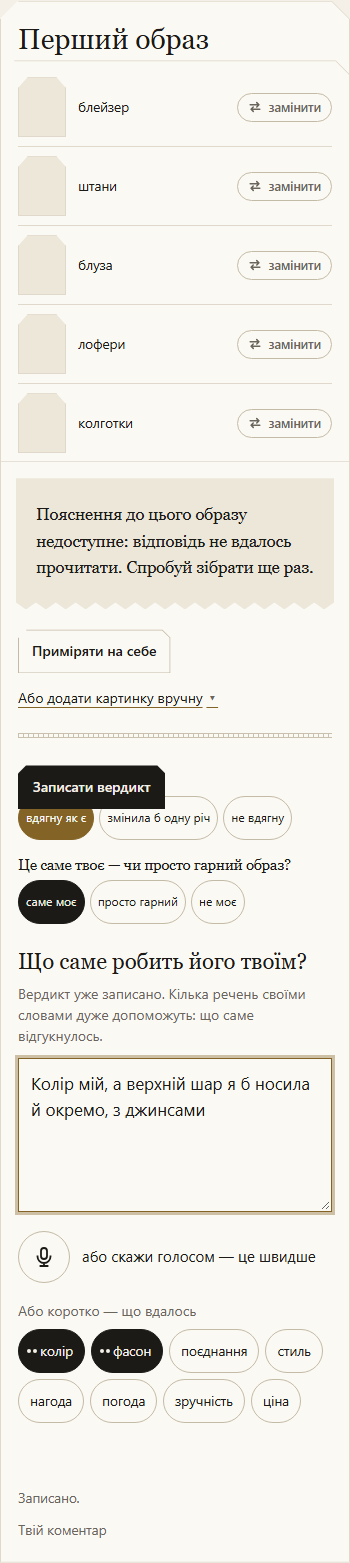 Перший образ
блейзер
замінити
штани
замінити
блуза
замінити
лофери
замінити
колготки
замінити
Пояснення до цього образу
недоступне: відповідь не вдалось
прочитати. Спробуй зібрати ще раз.
Приміряти на себе
Або додати картинку вручну
Записати вердикт
вдягну як є
змінила б одну річ
не вдягну
Це саме твоє — чи просто гарний образ?
саме моє
просто гарний
не моє
Що саме робить його твоїм?
Вердикт уже записано. Кілька речень своїми
словами дуже допоможуть: що саме
відгукнулось.
Колір мій, а верхній шар я б носила
й окремо, з джинсами
або скажи голосом — це швидше
Або коротко — що вдалось
колір
фасон
поєднання
стиль
нагода
погода
зручність
ціна
Записано.
Твій коментар